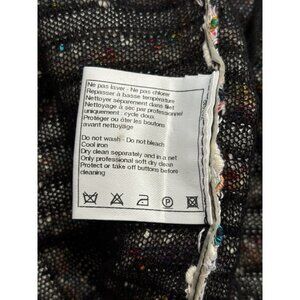 Ne pas laver - Ne pas chlorer
Repasser à basse température
Nettoyer séparement dans filet
Nettoyage à sec par professionnel
uniquement : cycle doux.
Protéger ou ôter les boutons
avant nettoyage
Do not wash - Do not bleach
Cool iron
Dry clean separately and in a net
Only professional soft dry clean
Protect or take off buttons before
cleaning